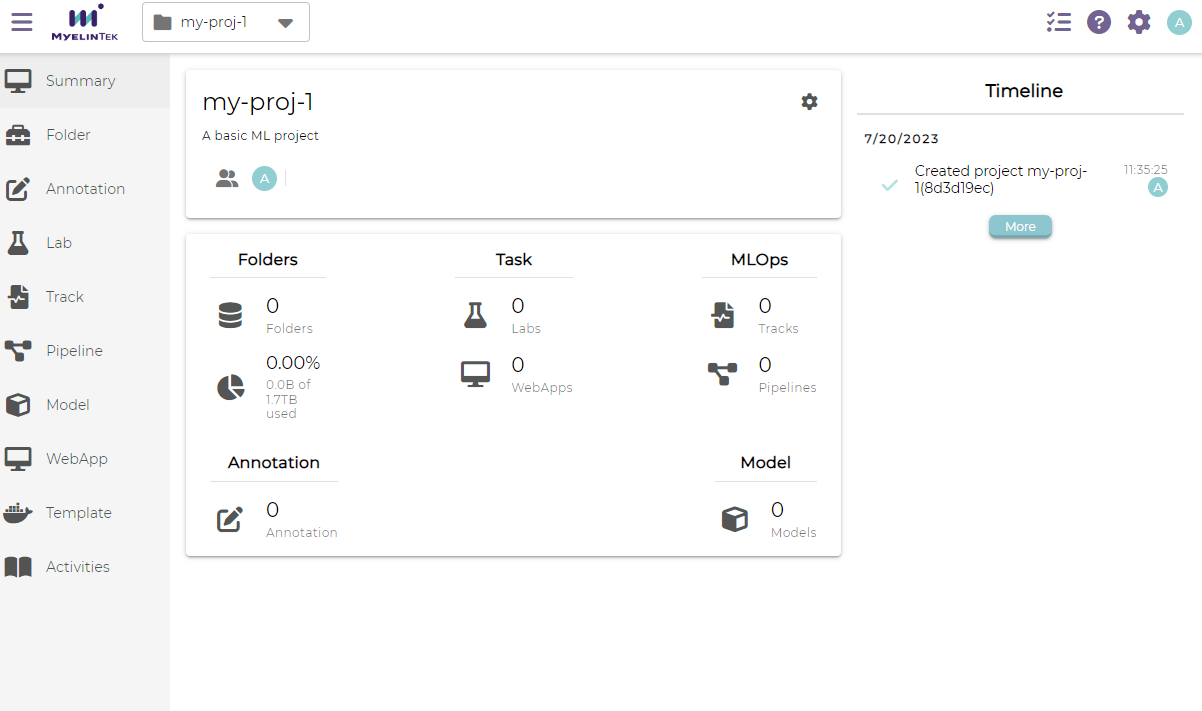 MYELINTEK
my-proj-1
A
Summary
Folder
Annotation
Lab
Track
Pipeline
Model
WebApp
Template
Activities
my-proj-1
A basic ML project
A
Folders
0
Folders
0.00%
0.0B of
1.7TB
used
Task
0
Labs
0
WebApps
MLOps
0
Tracks
0
Pipelines
Annotation
0
Annotation
Model
0
Models
Timeline
7/20/2023
Created project my-proj-
1(8d3d19ec)
11:35:25
A
More